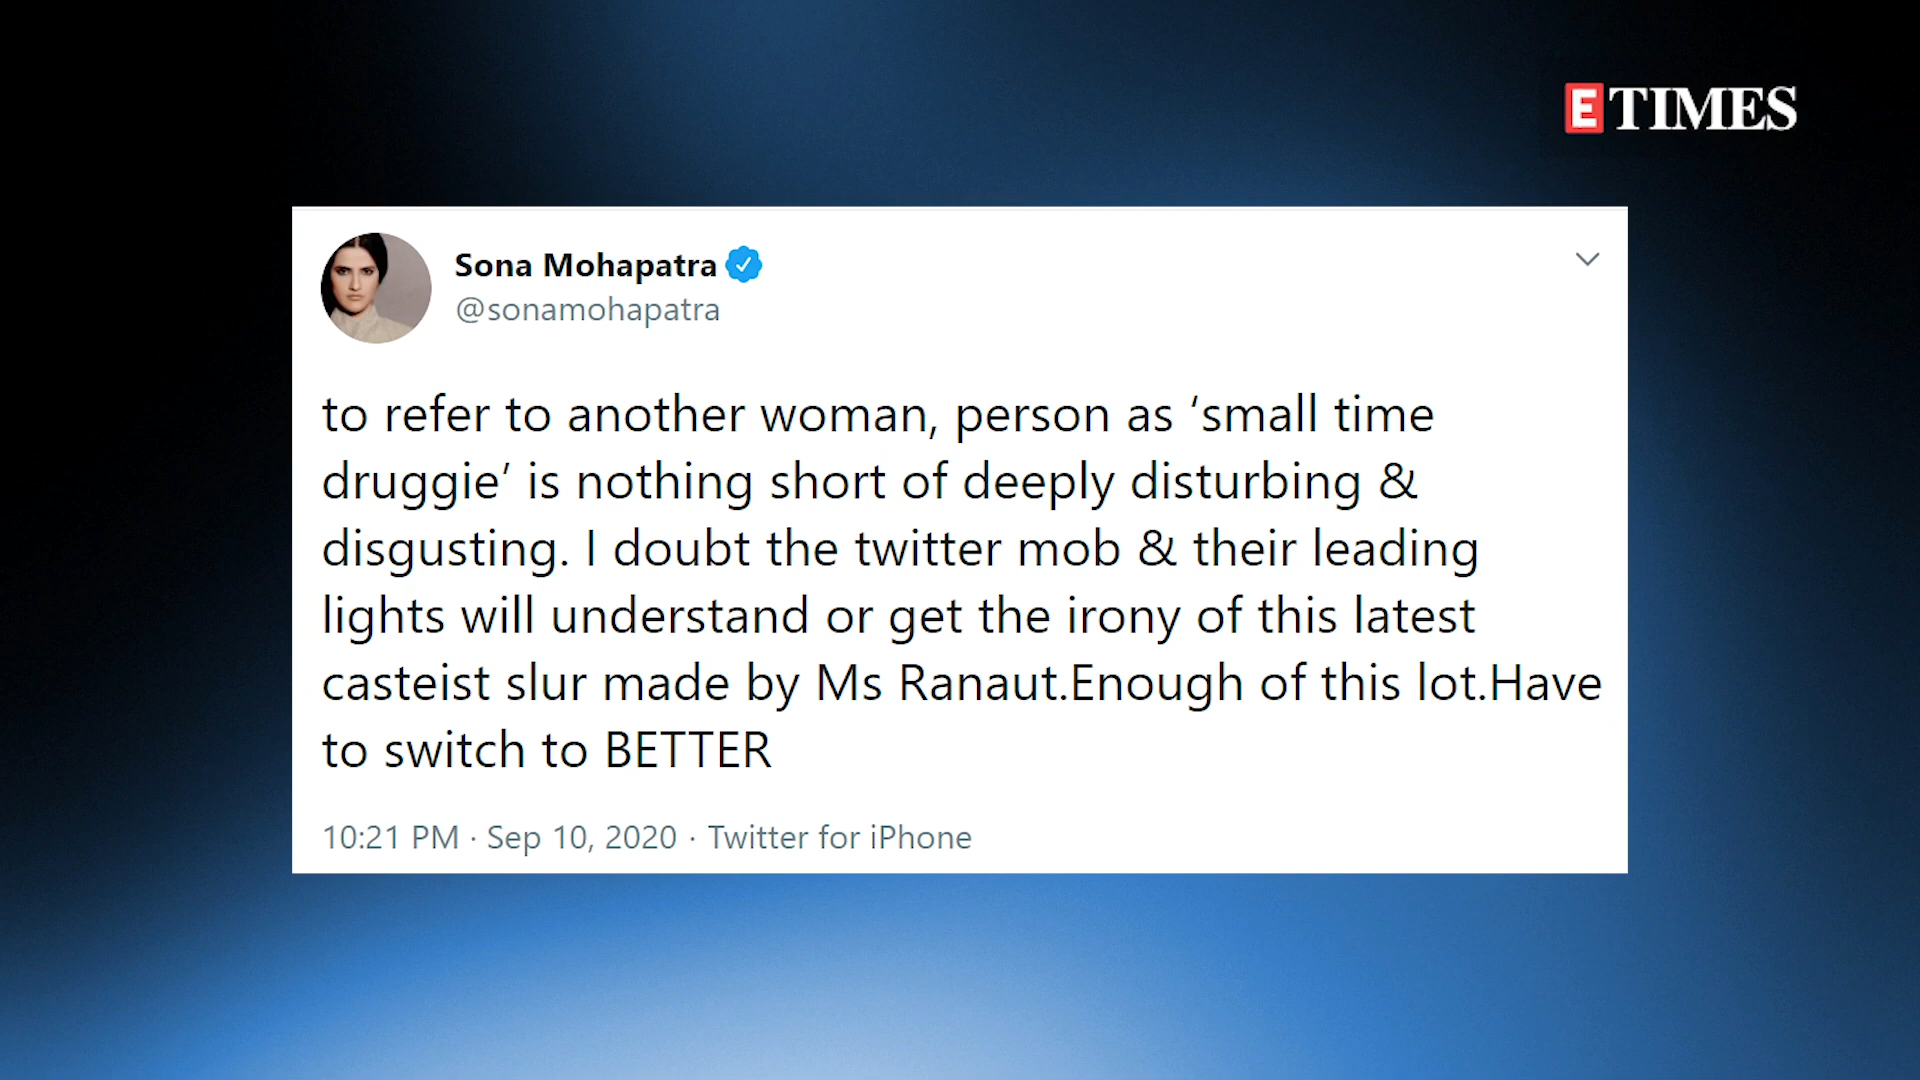 E TIMES
Sona Mohapatra
@sonamohapatra
to refer to another woman, person as ‘small time
druggie’ is nothing short of deeply disturbing &
disgusting. I doubt the twitter mob & their leading
lights will understand or get the irony of this latest
casteist slur made by Ms Ranaut.Enough of this lot.Have
to switch to BETTER
10:21 PM · Sep 10, 2020 · Twitter for iPhone